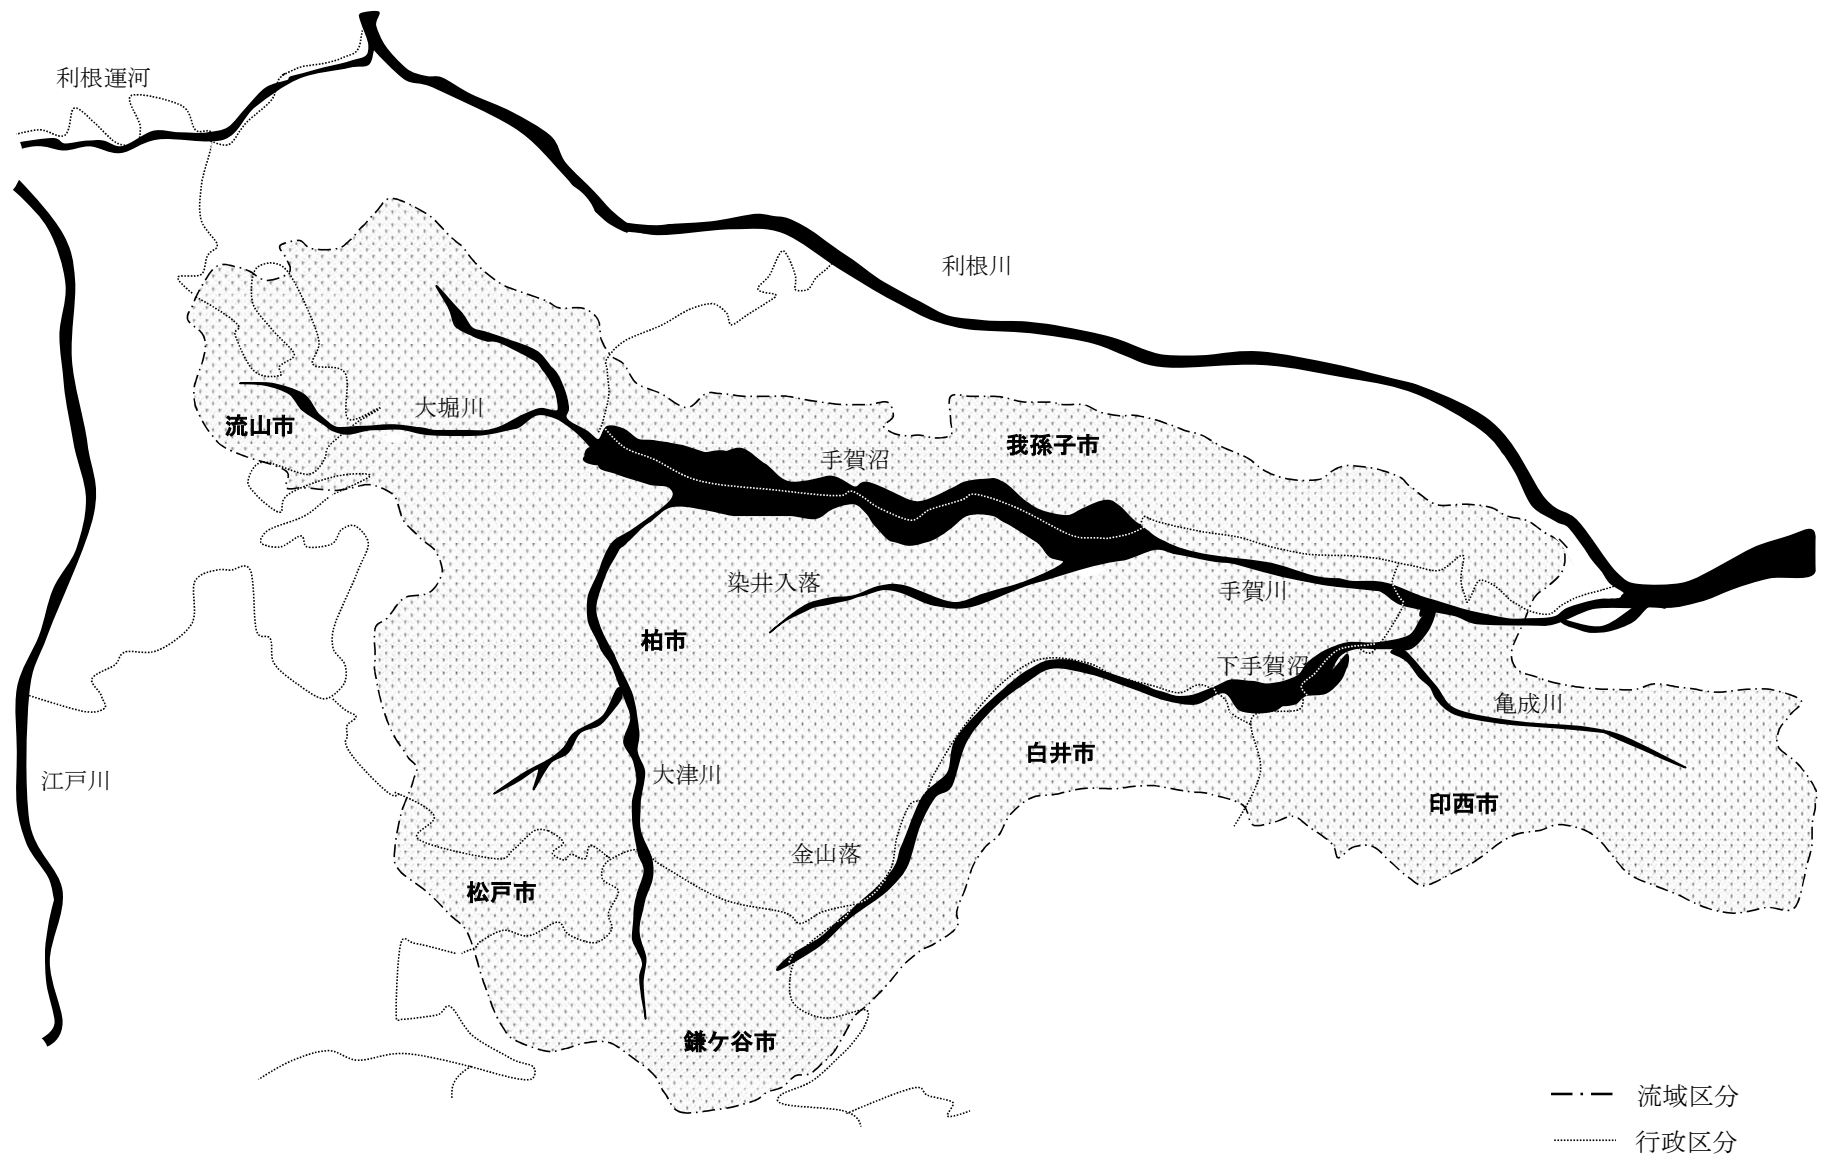 利根運河
利根川
大堀川
流山市
我孫子市
手賀沼
染井入落
手賀川
柏市
下手賀沼
亀成川
白井市
大津川
江戸川
印西市
金山落
松戸市
鎌ケ谷市
流域区分
行政区分